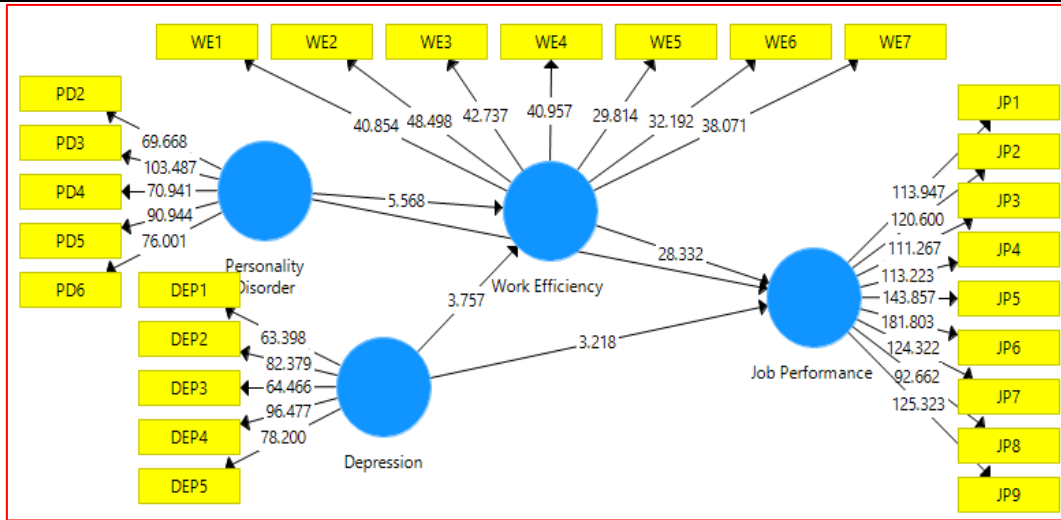 WE1 WE2 WE3 WE4 WE5 WE6 WE7
PD2
PD3
PD4
PD5
PD6
69.668
103.487
70.941
90.944
76.001
Personality
Disorder
40.854
48.498
42.737
40.957
29.814
32.192
38.071
Work Efficiency
5.568
3.757
28.332
3.218
DEP1
DEP2
DEP3
DEP4
DEP5
63.398
82.379
64.466
96.477
78.200
Depression
Job Performance
113.947
120.600
111.267
113.223
143.857
181.803
124.322
92.662
125.323
JP1
JP2
JP3
JP4
JP5
JP6
JP7
JP8
JP9